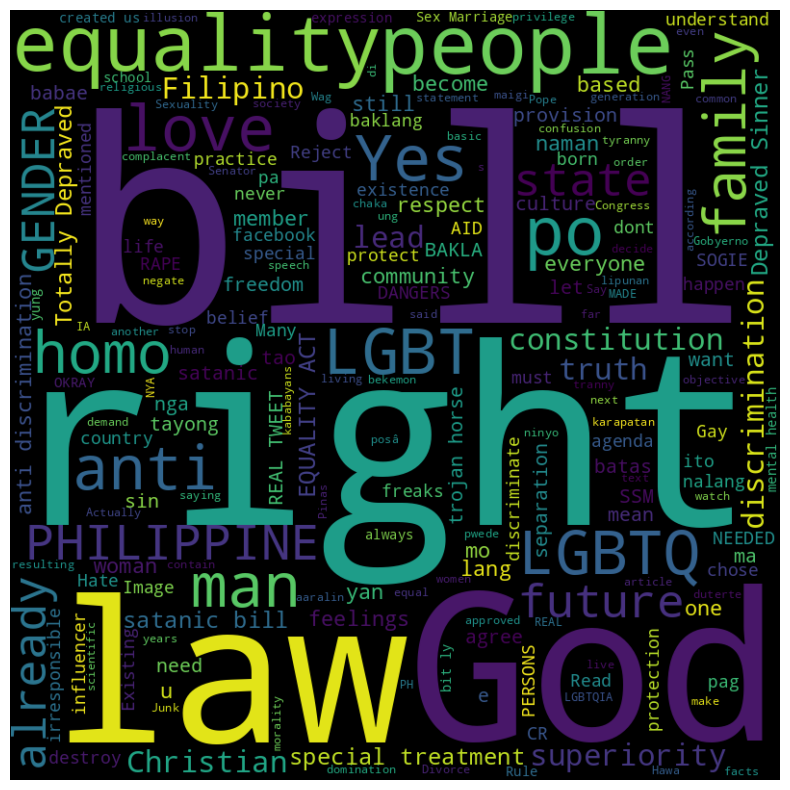 created us illusion expression Sex Marriage privilege understand
equality people even
school di become based Pass
religious Filipino
babae Sexuality society Wag statement maigi Pope generation NANG common
love still provision family
baklang basic confusion tyranny
complacent practice Reject Yes naman born order
mentioned Senator existence s state
never pa chaka ung respect culture Congress
way member lead AID dont Gobyerno according
GENDER Totally Depraved bill po Depraved Sinner
life facebook protect BAKLA everyone decide SOGIE
RAPE special community lipunan
negate freedom speech DANGERS let Say MADE happen
yung belief said far
IA another stop Many constitution
homo human tao LGBT truth want
anti discrimination OKRAY NYA satanic living bekemon must tranny objective discrimination
kababayans next
nga right karapatan
demand tayong REAL TWEET EQUALITY ACT posâ trojan horse discriminate ninyo agenda Gay mental health
country anti separation batas ito
sin freaks SSM text nalang
saying mean watch
Actually Pinas always pwede NEEDED
PHILIPPINE mo LGBTQ ma
resulting woman lang contain women article chose
Hate Image man yan equal future duterte
already irresponsible aaralin approved REAL one
satanic bill feelings agree
influencer scientific years Existing law God PERSONS protection
need bit ly Read live
u e LGBTQIA pag
Junk PH make
morality CR
destroy Christian special treatment superiority
domination Divorce Rule Hawa facts